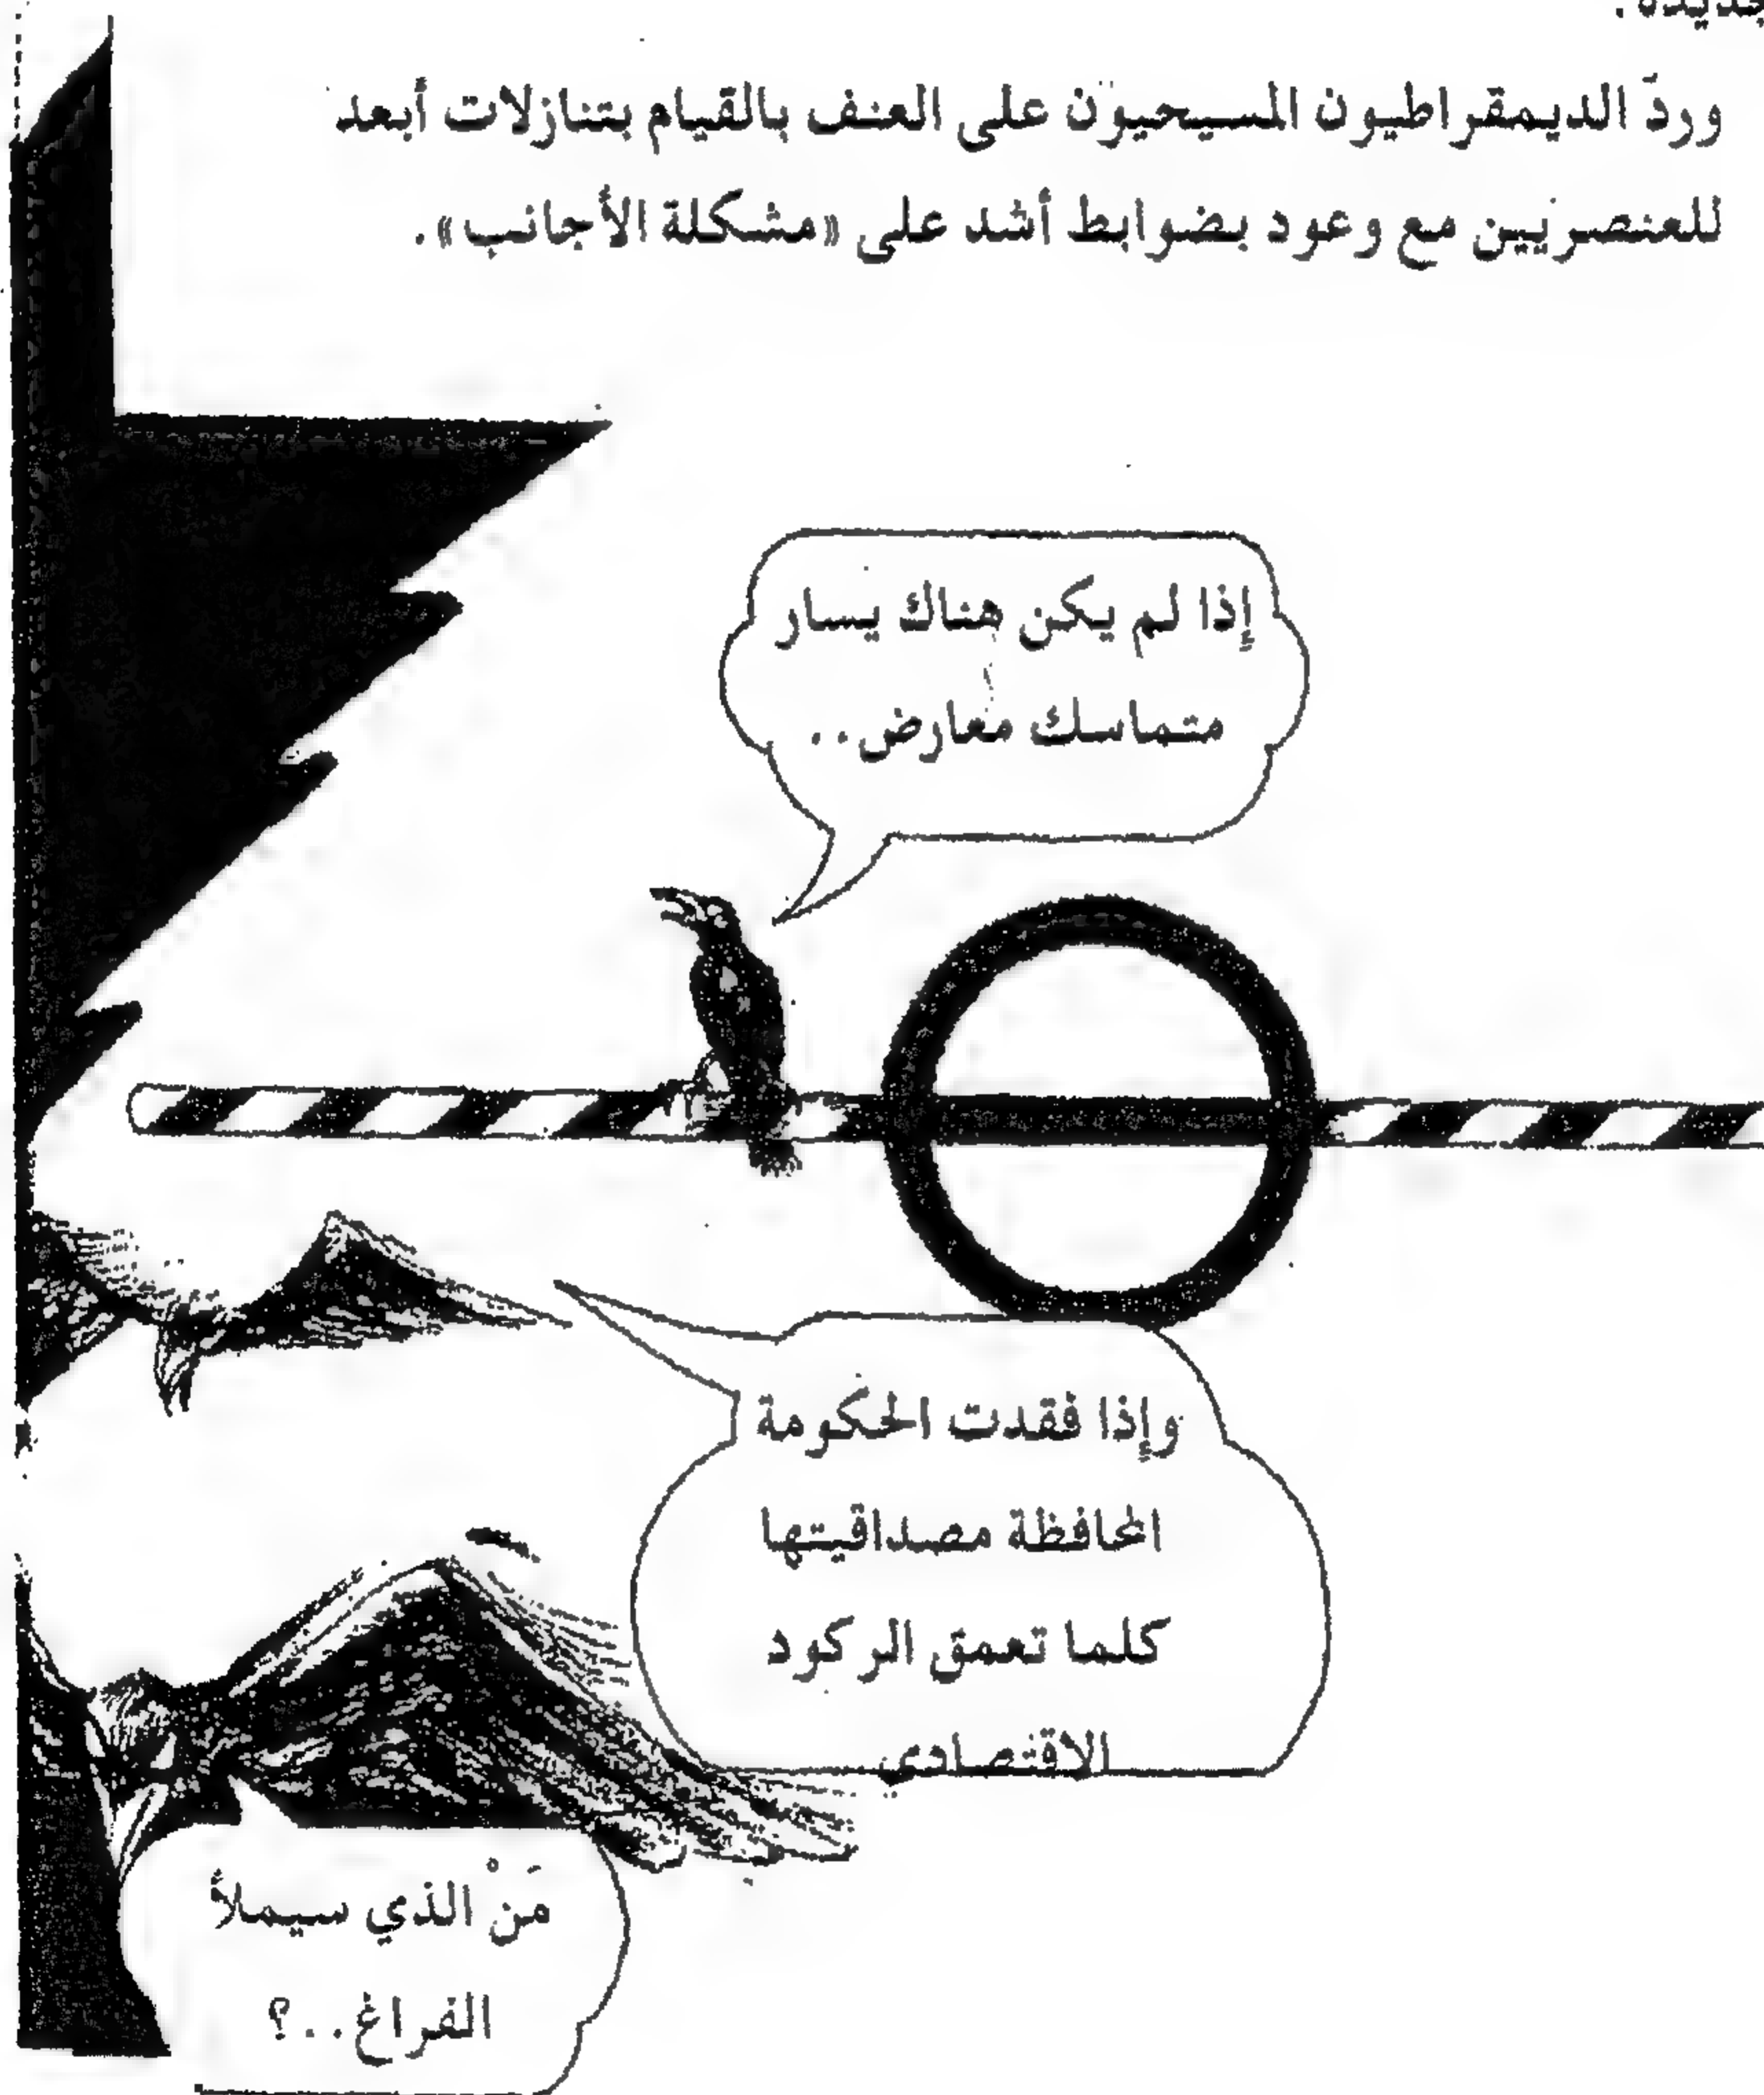 جديدة.
وردّ الديمقراطيون المسيحيون على العنف بالقيام بتنازلات أبعد
للعنصريين مع وعود بضوابط أشد على «مشكلة الأجانب».
إذا لم يكن هناك يسار
متماسك معارض..
وإذا فقدت الحكومة
المحافظة مصداقيتها
كلما تعمق الركود
الاقتصادي
مَنْ الذي سيملأ
الفراغ..؟